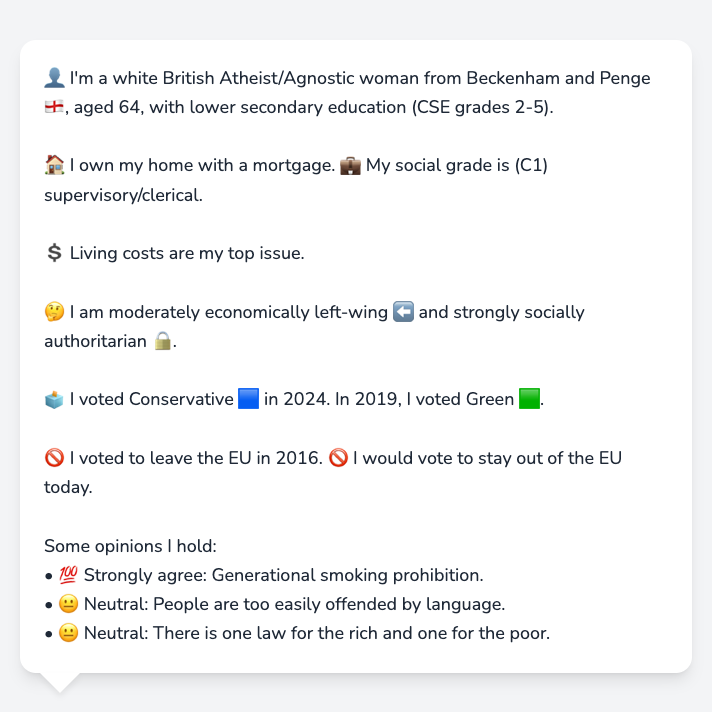 👤 I'm a white British Atheist/Agnostic woman from Beckenham and Penge
🏴󠁧󠁢󠁥󠁮󠁧󠁿, aged 64, with lower secondary education (CSE grades 2-5).
🏠 I own my home with a mortgage. 💼 My social grade is (C1)
supervisory/clerical.
💲 Living costs are my top issue.
🤔 I am moderately economically left-wing ⬅️ and strongly socially
authoritarian 🔒.
🗳️ I voted Conservative 🟦 in 2024. In 2019, I voted Green 🟩.
🚫 I voted to leave the EU in 2016. 🚫 I would vote to stay out of the EU
today.
Some opinions I hold:
• 💯 Strongly agree: Generational smoking prohibition.
• 😐 Neutral: People are too easily offended by language.
• 😐 Neutral: There is one law for the rich and one for the poor.